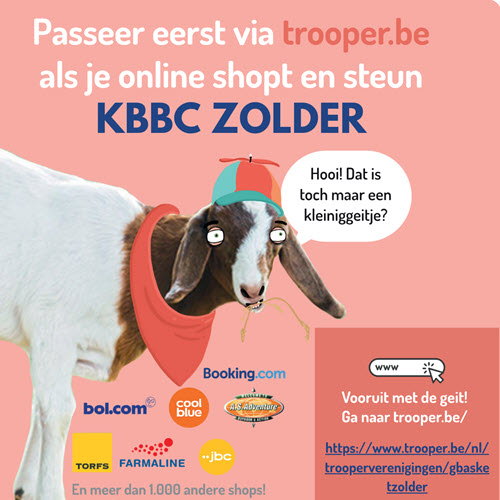 Passeer eerst via trooper.be
als je online shopt en steun
KBBC ZOLDER
Hooi! Dat is
toch maar een
kleiniggeitje?
Booking.com
bol.com
cool
blue
A.S.Adventure
TORFS
FARMALINE
jbc
www
Vooruit met de geit!
Ga naar trooper.be/
https://www.trooper.be/nl/
trooperverenigingen/gbaske
tzolder
En meer dan 1.000 andere shops!